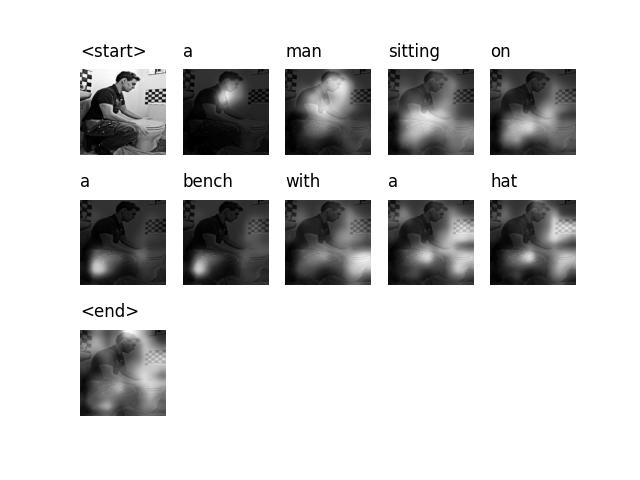 <start> a man sitting on
a bench with a hat
<end>